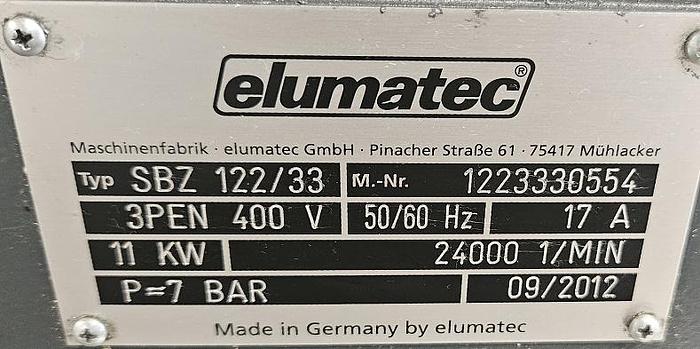 elumatec®
Maschinenfabrik · elumatec GmbH · Pinacher Straße 61 · 75417 Mühlacker
Typ SBZ 122/33 M.-Nr. 1223330554
3PEN 400 V 50/60 Hz 17 A
11 KW 24000 1/MIN
P=7 BAR 09/2012
Made in Germany by elumatec